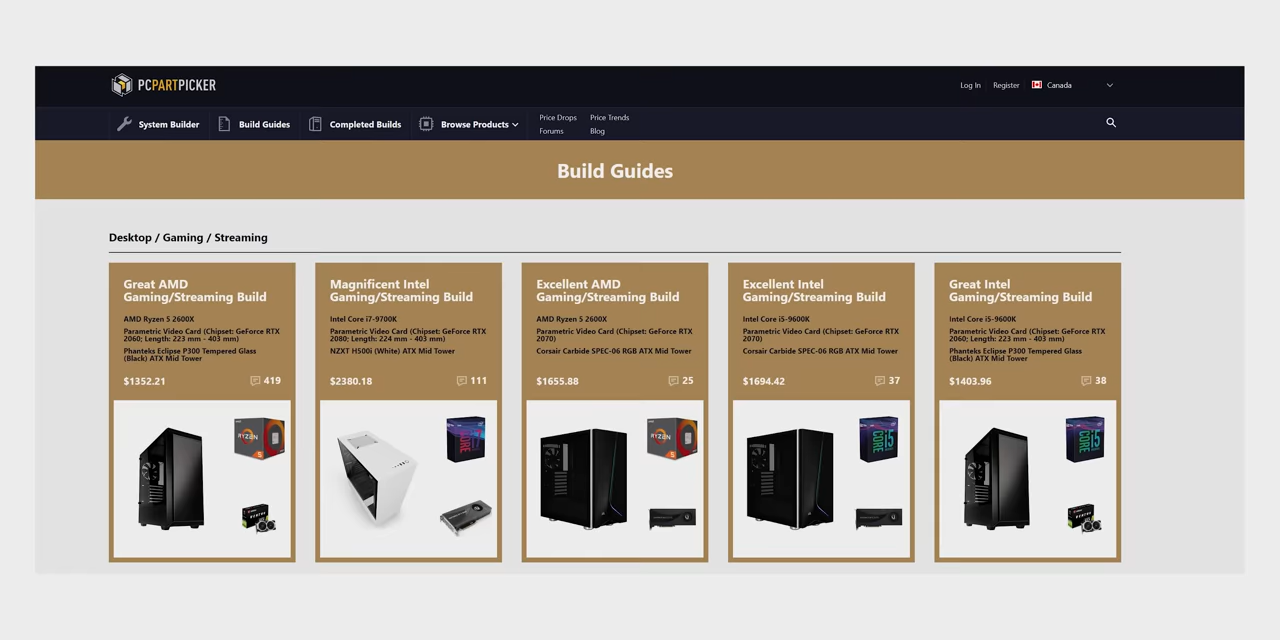 PCPARTPICKER
Log In Register Canada
System Builder Build Guides Completed Builds Browse Products
Price Drops Price Trends
Forums Blog
Build Guides
Desktop / Gaming / Streaming
Great AMD
Gaming/Streaming Build
AMD Ryzen 5 2600X
Parametric Video Card (Chipset: GeForce RTX
2060; Length: 223 mm - 403 mm)
Phanteks Eclipse P300 Tempered Glass
(Black) ATX Mid Tower
$1352.21 419
RYZEN
5
Magnificent Intel
Gaming/Streaming Build
Intel Core i7-9700K
Parametric Video Card (Chipset: GeForce RTX
2080; Length: 224 mm - 403 mm)
NZXT H500i (White) ATX Mid Tower
$2380.18 111
Excellent AMD
Gaming/Streaming Build
AMD Ryzen 5 2600X
Parametric Video Card (Chipset: GeForce RTX
2070)
Corsair Carbide SPEC-06 RGB ATX Mid Tower
$1655.88 25
RYZEN
5
Excellent Intel
Gaming/Streaming Build
Intel Core i5-9600K
Parametric Video Card (Chipset: GeForce RTX
2070)
Corsair Carbide SPEC-06 RGB ATX Mid Tower
$1694.42 37
CORE i5
Great Intel
Gaming/Streaming Build
Intel Core i5-9600K
Parametric Video Card (Chipset: GeForce RTX
2060; Length: 223 mm - 403 mm)
Phanteks Eclipse P300 Tempered Glass
(Black) ATX Mid Tower
$1403.96 38
CORE i5